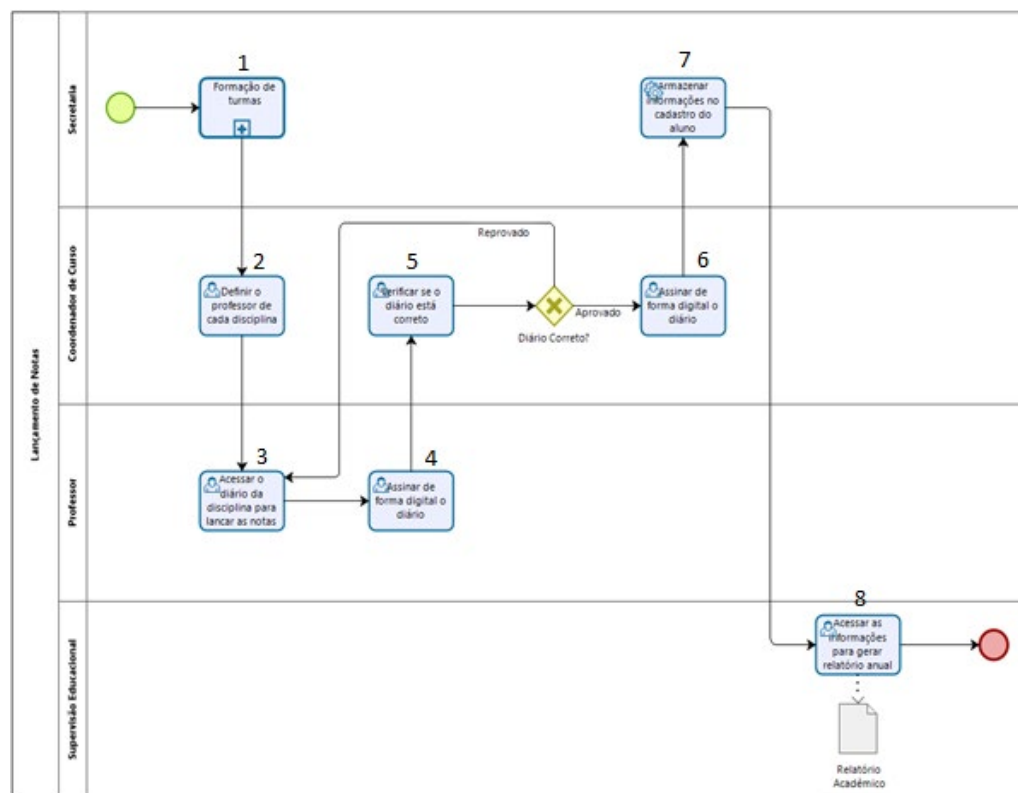 Lançamento de Notas
Secretaria
1
Formação de
turmas
7
Armazenar
informações no
cadastro do
aluno
Coordenador de Curso
2
Definir o
professor de
cada disciplina
5
Verificar se o
diário está
correto
Reprovado
Diário Correto?
Aprovado
6
Assinar de
forma digital o
diário
Professor
3
Acessar o
diário da
disciplina para
lancar as notas
4
Assinar de
forma digital o
diário
Supervisão Educacional
8
Acessar as
informações
para gerar
relatório anual
Relatório
Acadêmico